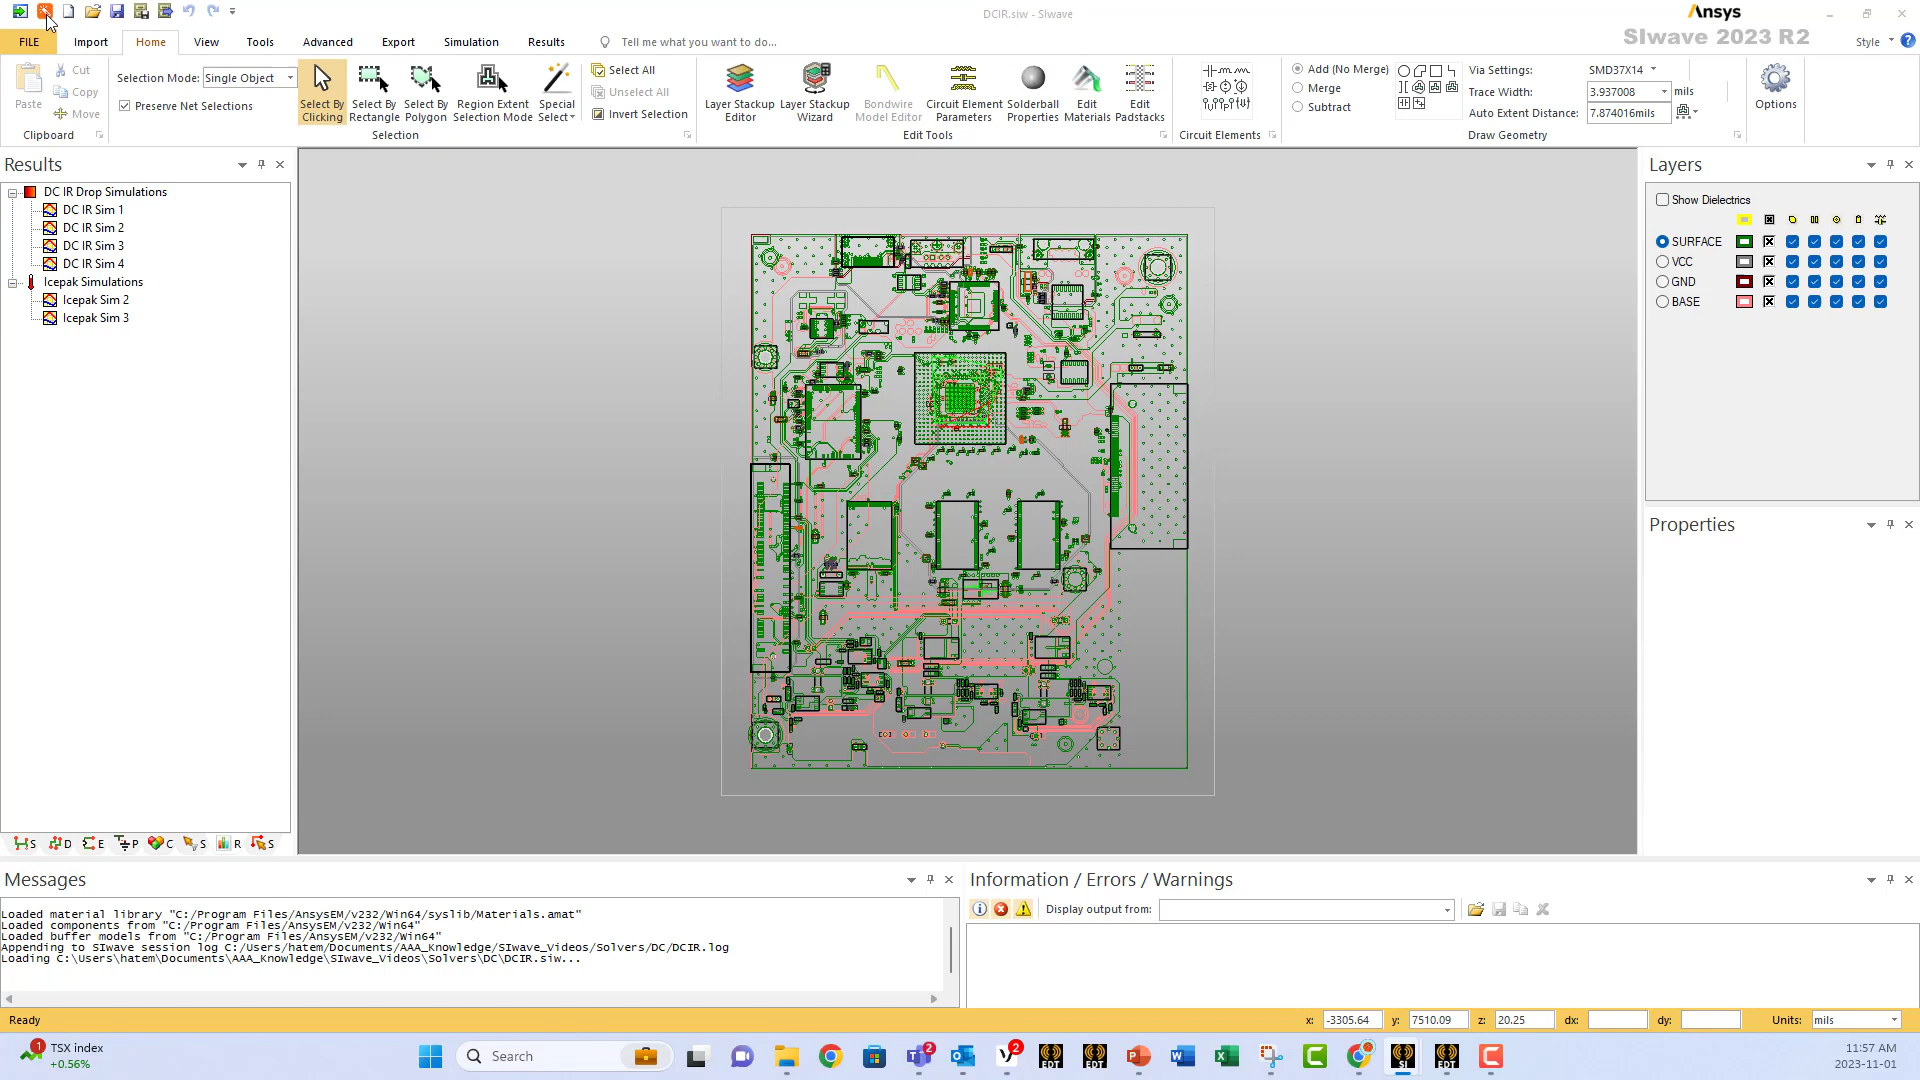 DCIR.siw - SIwave
Ansys
SIwave 2023 R2
FILE Import Home View Tools Advanced Export Simulation Results Tell me what you want to do...
Style
Paste
Cut
Copy
Move
Clipboard
Selection Mode: Single Object
Preserve Net Selections
Select By Clicking
Select By Rectangle
Select By Polygon
Region Extent Selection Mode
Special Select
Select All
Unselect All
Invert Selection
Selection
Layer Stackup Editor
Layer Stackup Wizard
Bondwire Model Editor
Circuit Element Parameters
Solderball Properties
Edit Materials
Edit Padstacks
Edit Tools
Circuit Elements
Add (No Merge)
Merge
Subtract
Via Settings: SMD37X14
Trace Width: 3.937008 mils
Auto Extent Distance: 7.874016mils
Draw Geometry
Options
Results
DC IR Drop Simulations
DC IR Sim 1
DC IR Sim 2
DC IR Sim 3
DC IR Sim 4
Icepak Simulations
Icepak Sim 2
Icepak Sim 3
S D E P C S R S
Layers
Show Dielectrics
SURFACE
VCC
GND
BASE
Properties
Messages
Loaded material library "C:/Program Files/AnsysEM/v232/Win64/syslib/Materials.amat"
Loaded components from "C:/Program Files/AnsysEM/v232/Win64"
Loaded buffer models from "C:/Program Files/AnsysEM/v232/Win64"
Appending to SIwave session log C:/Users/hatem/Documents/AAA_Knowledge/SIwave_Videos/Solvers/DC/DCIR.log
Loading C:\Users\hatem\Documents\AAA_Knowledge\SIwave_Videos\Solvers\DC\DCIR.siw...
Information / Errors / Warnings
Display output from:
Ready
x: -3305.64 y: 7510.09 z: 20.25 dx: dy: Units: mils
1
TSX index
+0.56%
Search
2
2
EDT
EDT
SI
EDT
11:57 AM
2023-11-01